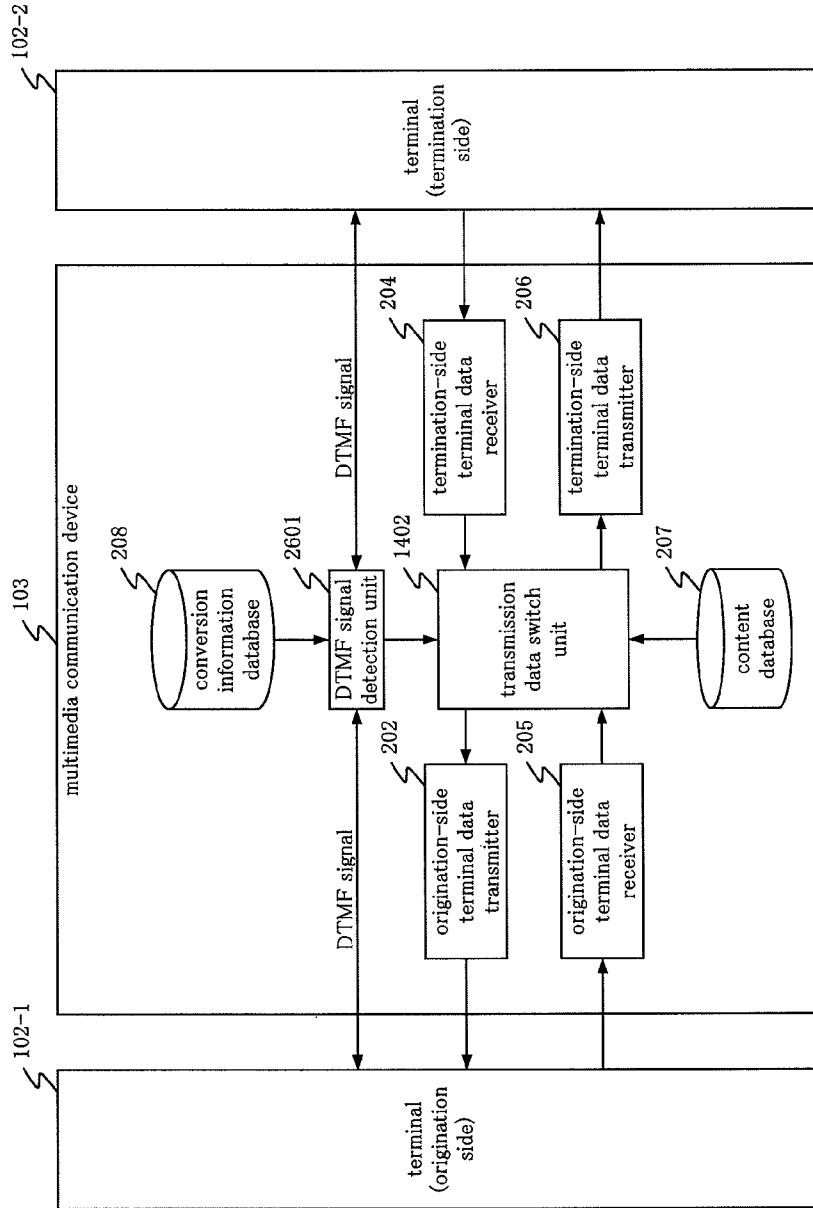 102-1
terminal
(origination
side)
103
multimedia communication device
208
conversion
information
database
DTMF signal
2601
DTMF signal
detection unit
DTMF signal
202
origination-side
terminal data
transmitter
1402
transmission
data switch
unit
204
termination-side
terminal data
receiver
205
origination-side
terminal data
receiver
207
content
database
206
termination-side
terminal data
transmitter
102-2
terminal
(termination
side)